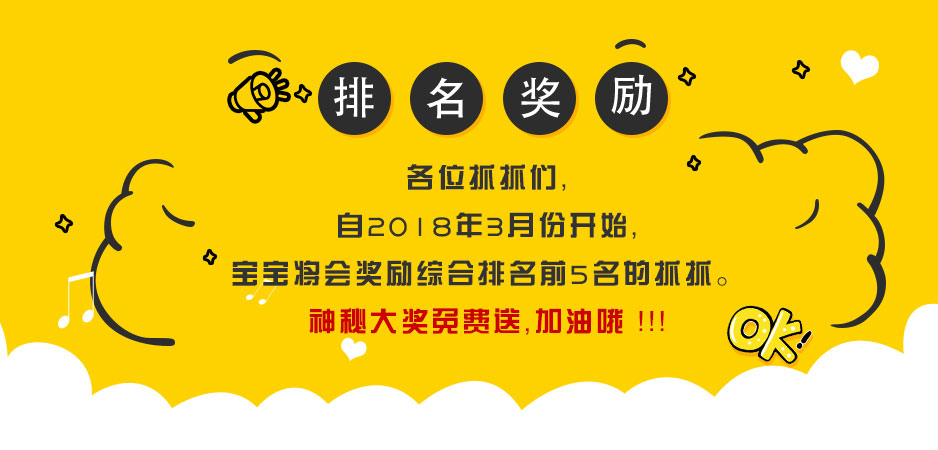 排名奖励
各位抓抓们,
自2018年3月份开始,
宝宝将会奖励综合排名前5名的抓抓。
神秘大奖免费送,加油哦 !!!
OK!